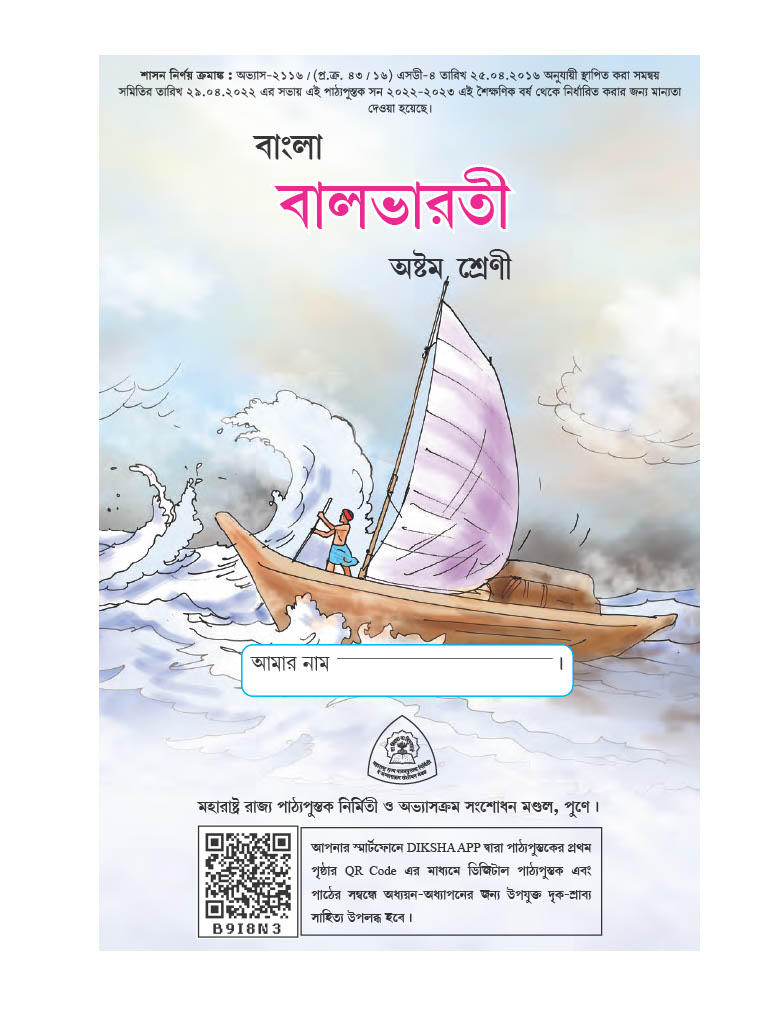 শাসন নির্ণয় ক্রমাঙ্ক : অভ্যাস-২১১৬ / (প্র.ক্র. ৪৩ / ১৬) এসডী-৪ তারিখ ২৫.০৪.২০১৬ অনুযায়ী স্থাপিত করা সমন্বয়
সমিতির তারিখ ২৯.০৪.২০২২ এর সভায় এই পাঠ্যপুস্তক সন ২০২২-২০২৩ এই শৈক্ষণিক বর্ষ থেকে নির্ধারিত করার জন্য মান্যতা
দেওয়া হয়েছে।
বাংলা
বালভারতী
অষ্টম শ্রেণী
আমার নাম ―――――――――― ।
মহারাষ্ট্র রাজ্য পাঠ্যপুস্তক নির্মিতী ও অভ্যাসক্রম সংশোধন মণ্ডল, পুণে ।
আপনার স্মার্টফোনে DIKSHA APP দ্বারা পাঠ্যপুস্তকের প্রথম
পৃষ্ঠার QR Code এর মাধ্যমে ডিজিটাল পাঠ্যপুস্তক এবং
পাঠের সম্বন্ধে অধ্যয়ন-অধ্যাপনের জন্য উপযুক্ত দৃক-শ্রাব্য
সাহিত্য উপলব্ধ হবে ।
B9I8N3